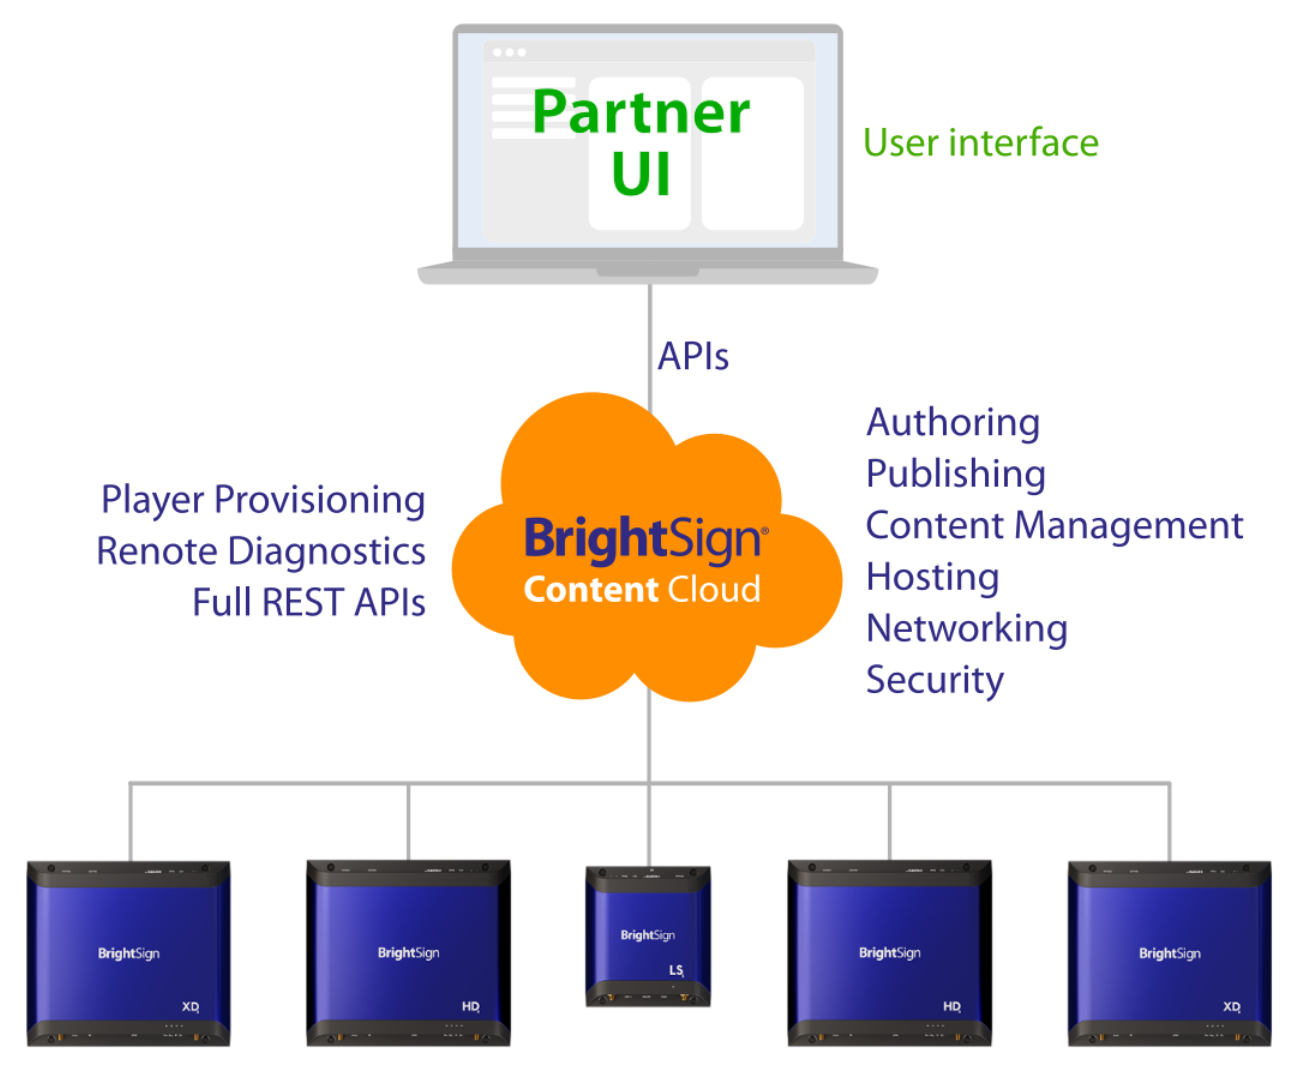 Partner
UI
User interface
APIs
Player Provisioning
Renote Diagnostics
Full REST APIs
BrightSign®
Content Cloud
Authoring
Publishing
Content Management
Hosting
Networking
Security
BrightSign
XD
BrightSign
HD
BrightSign
LS
BrightSign
HD
BrightSign
XD